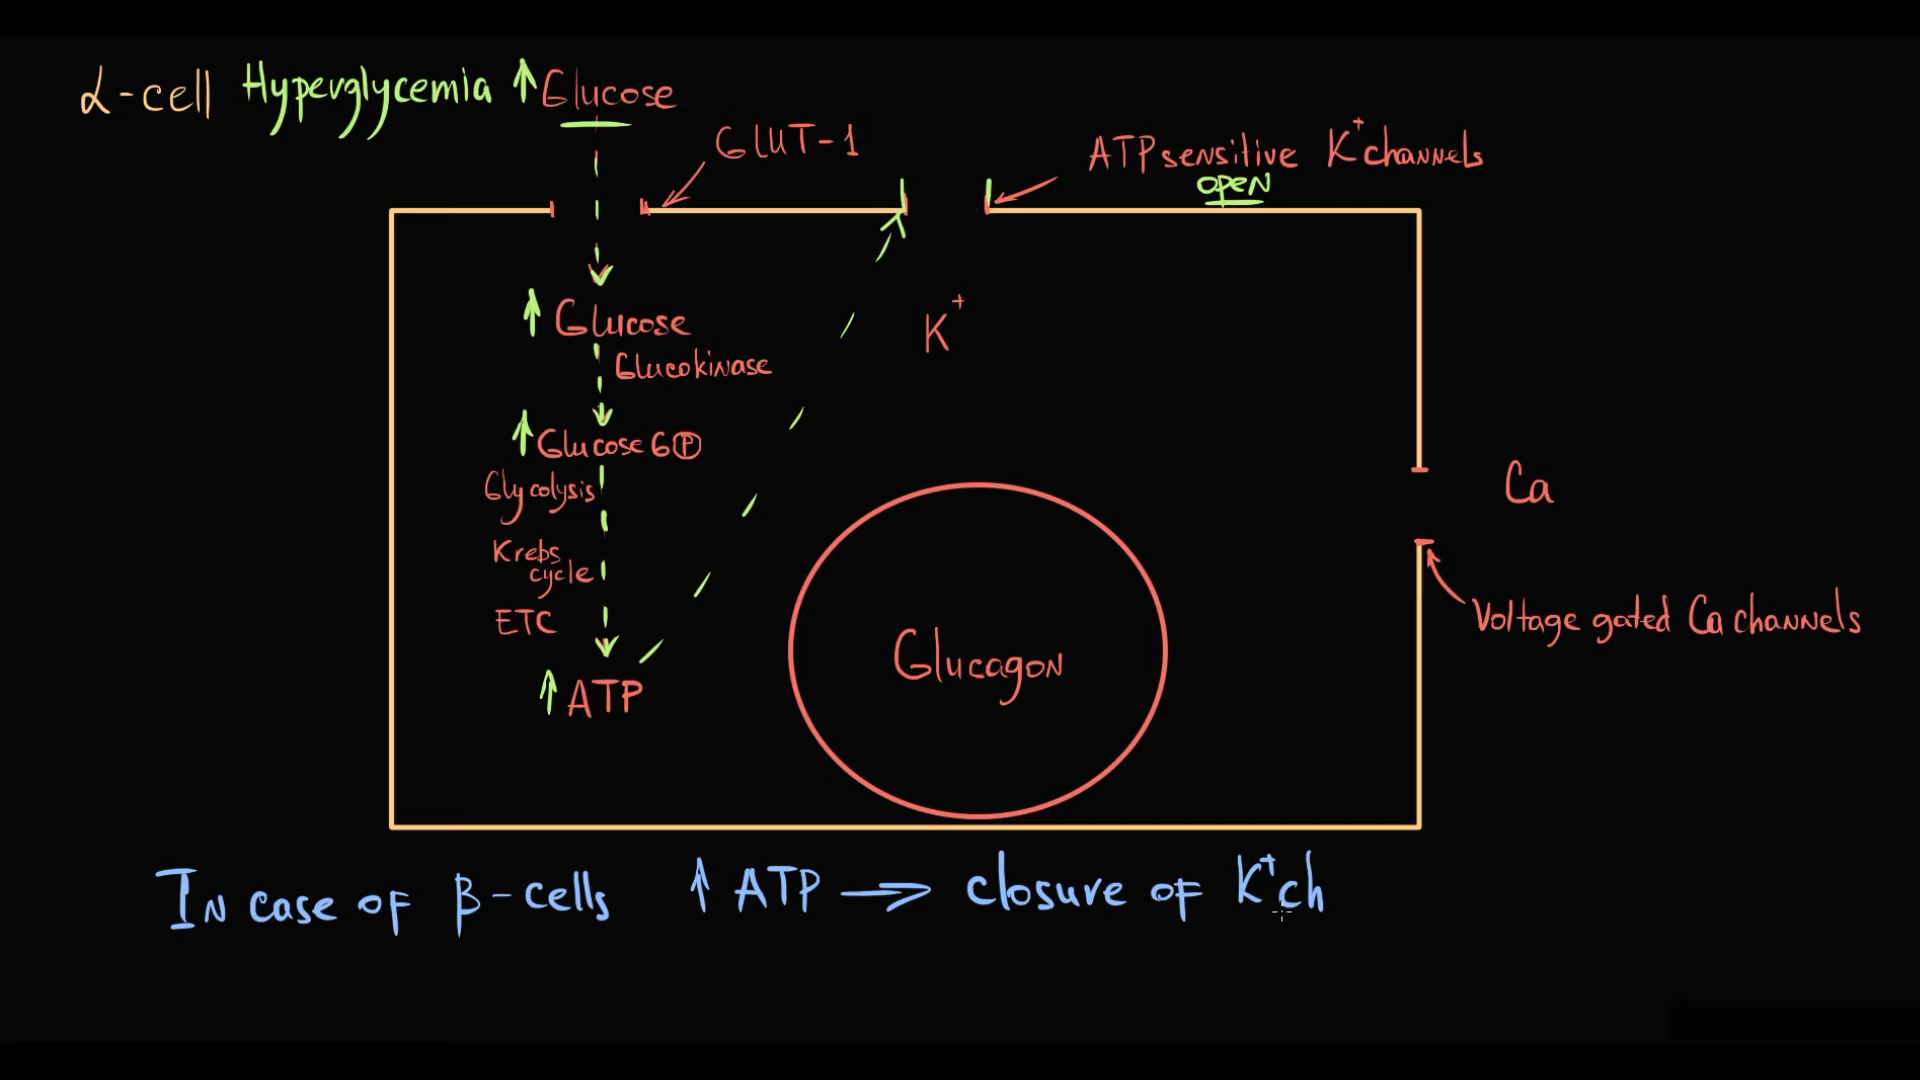 α-cell Hyperglycemia ↑Glucose
GLUT-1
ATP sensitive K⁺ channels
open
↑ Glucose
Glucokinase
K⁺
↑ Glucose 6Ⓟ
Glycolysis
Krebs
cycle
ETC
↑ ATP
Glucagon
Ca
Voltage gated Ca channels
In case of β-cells ↑ ATP → closure of K⁺ch